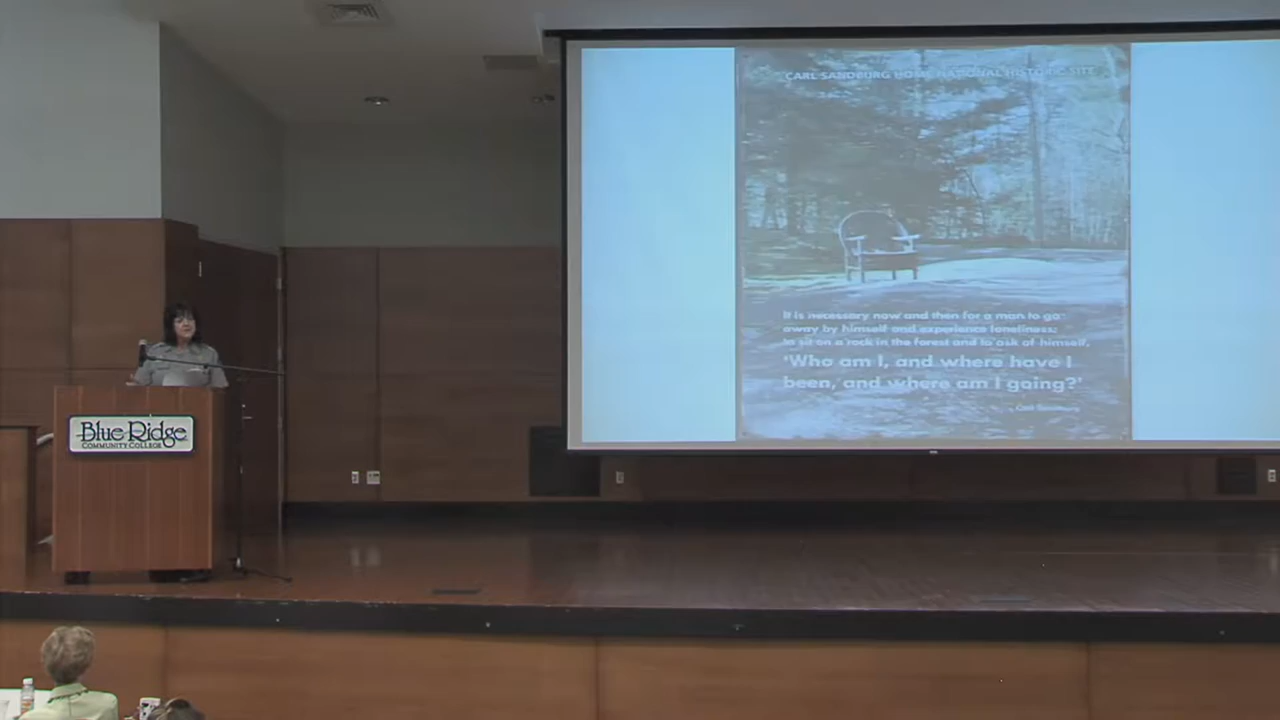 CARL SANDBURG HOME NATIONAL HISTORIC SITE
It is necessary now and then for a man to go
away by himself and experience loneliness;
to sit on a rock in the forest and to ask of himself,
'Who am I, and where have I
been, and where am I going?'
- Carl Sandburg
Blue Ridge
COMMUNITY COLLEGE